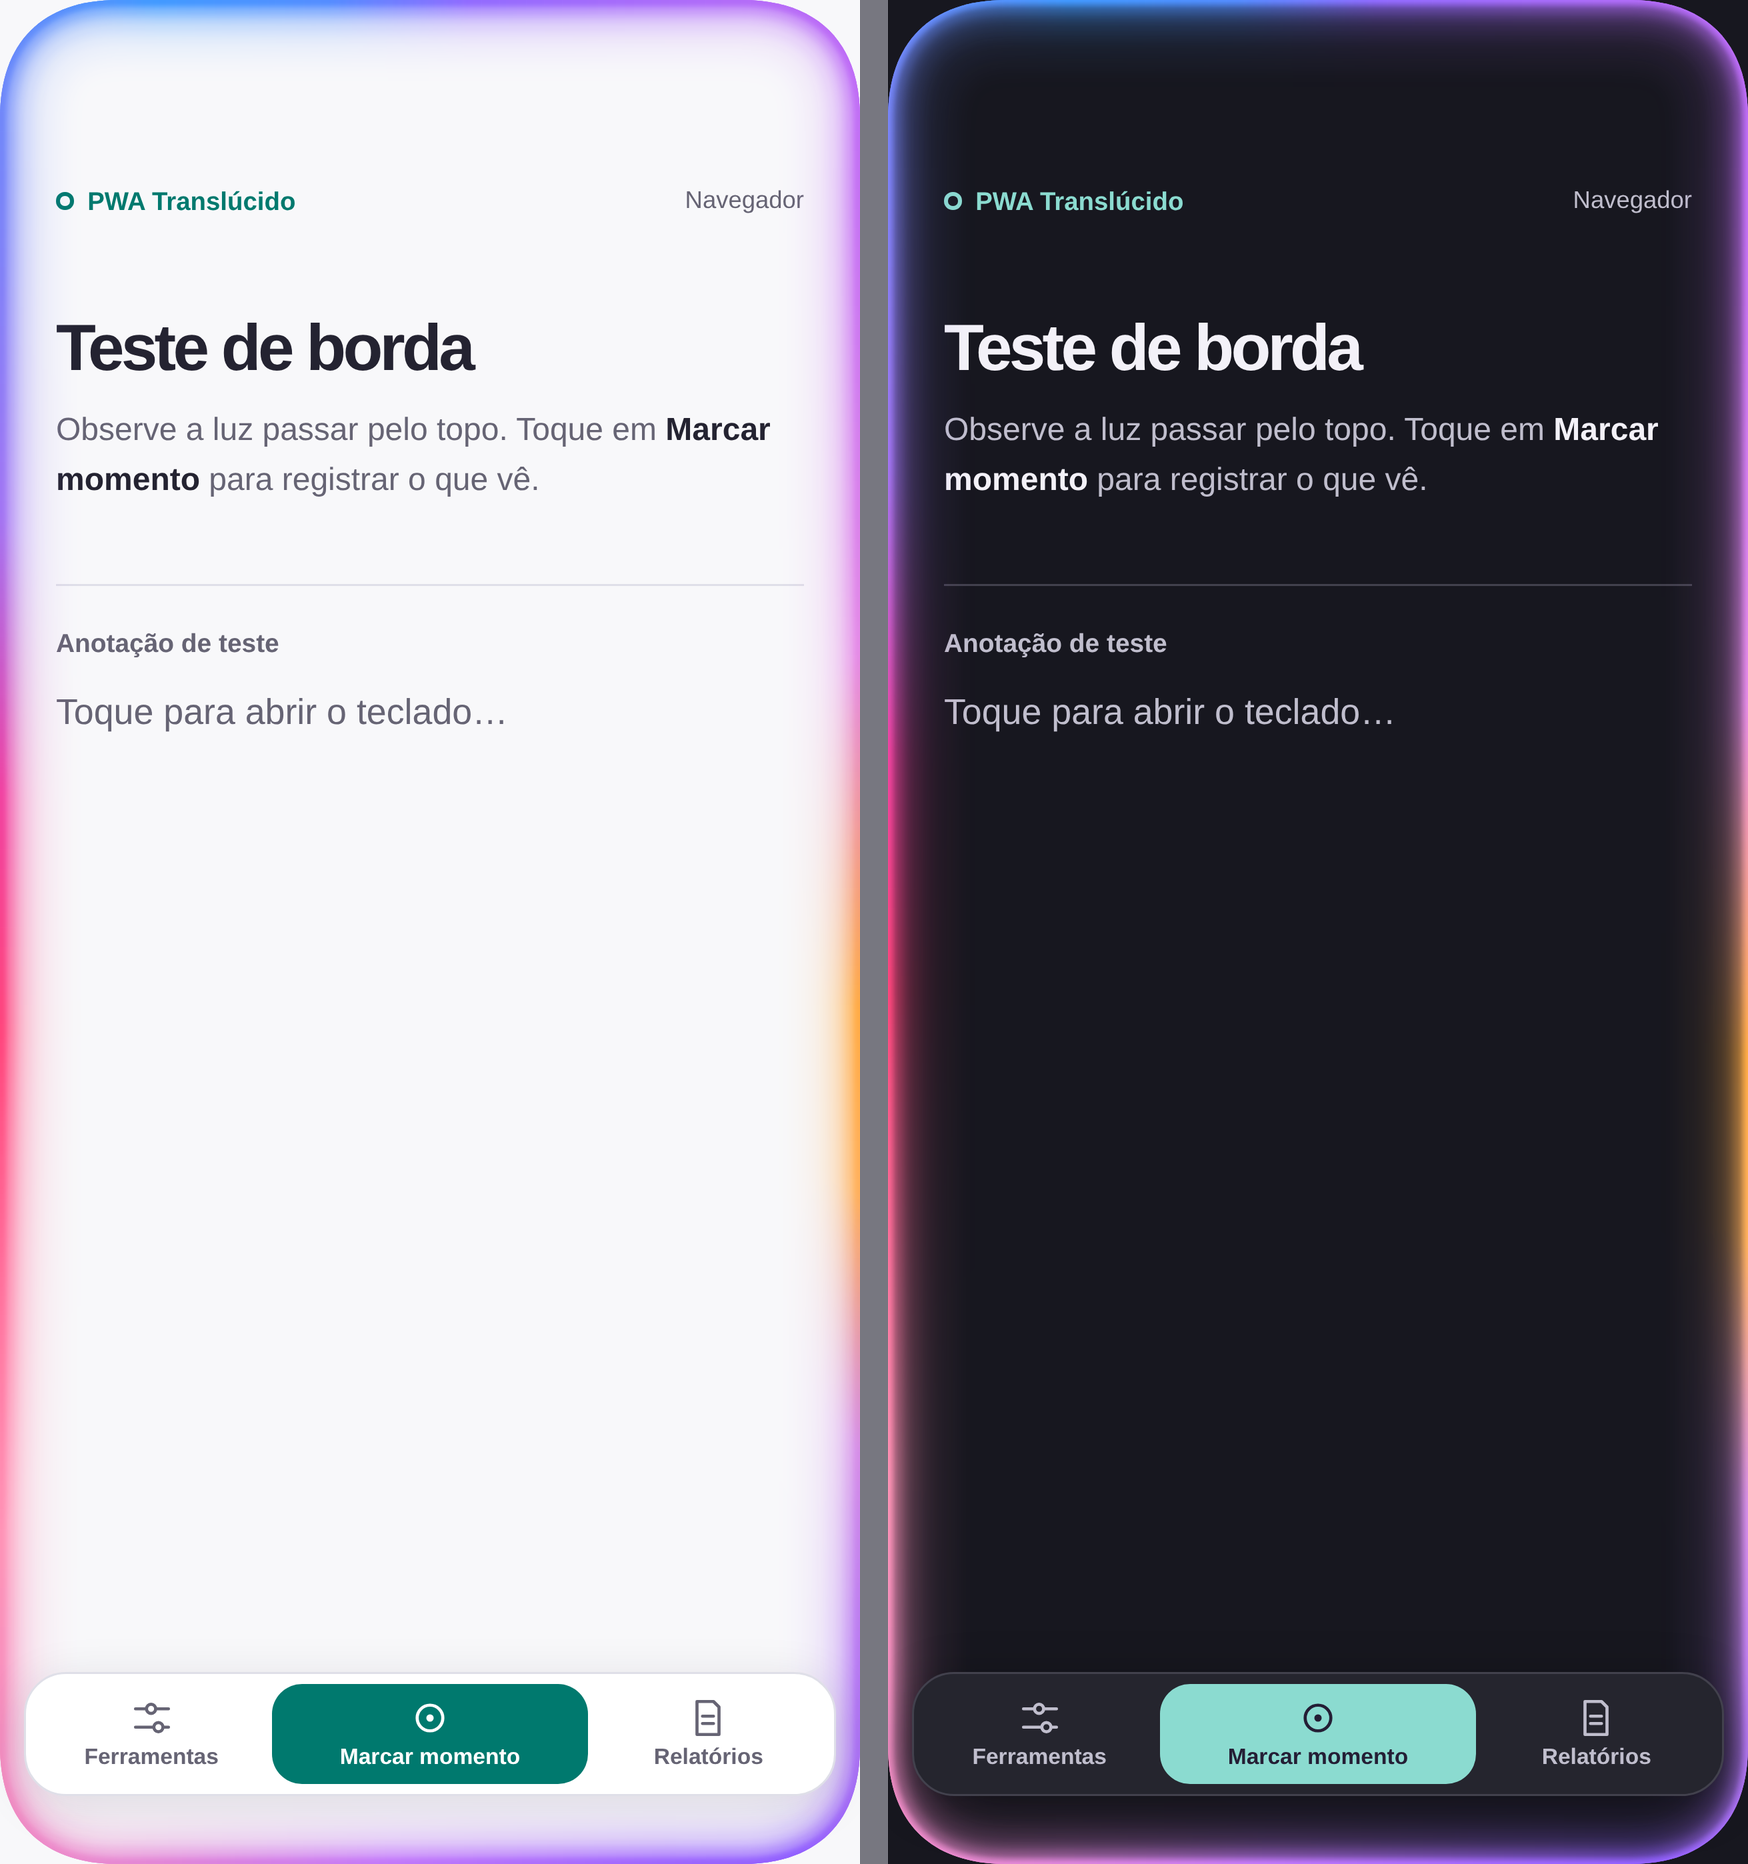 PWA Translúcido
Navegador
Teste de borda
Observe a luz passar pelo topo. Toque em Marcar
momento para registrar o que vê.
Anotação de teste
Toque para abrir o teclado…
Ferramentas
Marcar momento
Relatórios
PWA Translúcido
Navegador
Teste de borda
Observe a luz passar pelo topo. Toque em Marcar
momento para registrar o que vê.
Anotação de teste
Toque para abrir o teclado…
Ferramentas
Marcar momento
Relatórios